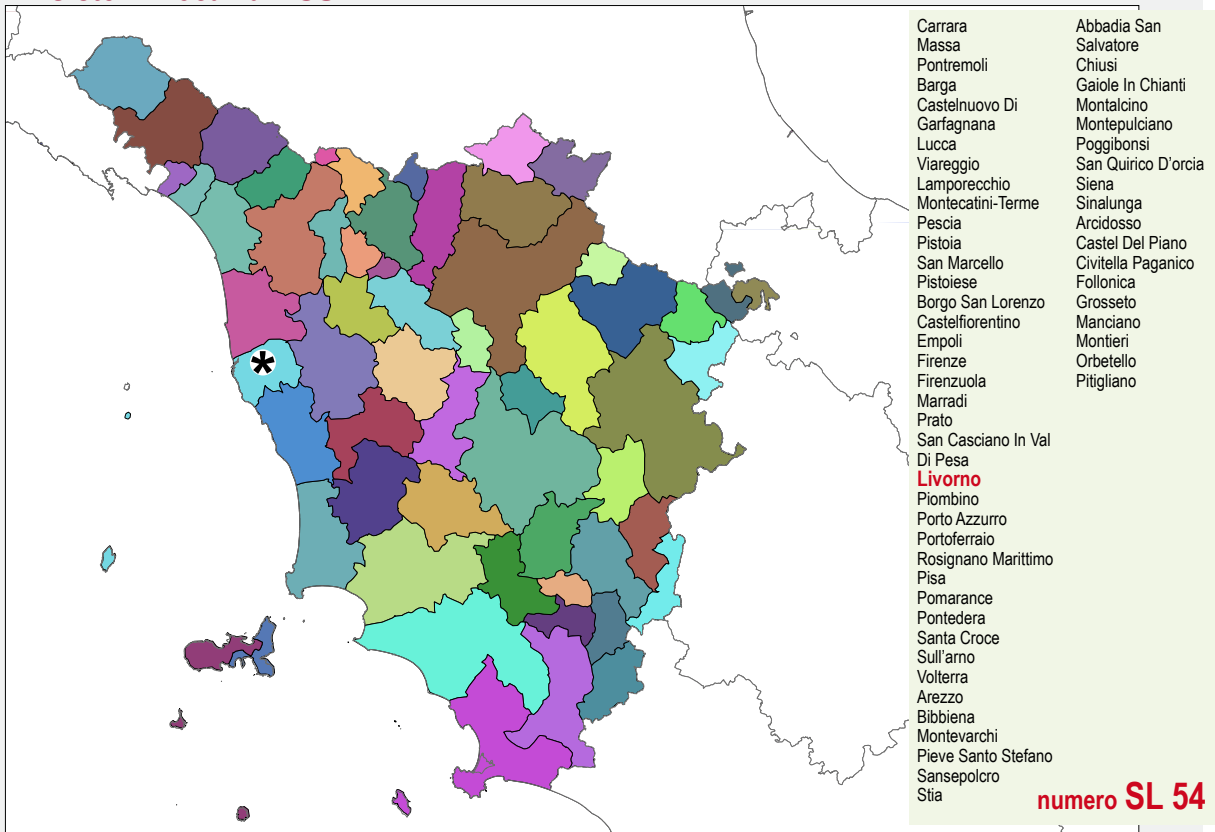 Carrara
Massa
Pontremoli
Barga
Castelnuovo Di
Garfagnana
Lucca
Viareggio
Lamporecchio
Montecatini-Terme
Pescia
Pistoia
San Marcello
Pistoiese
Borgo San Lorenzo
Castelfiorentino
Empoli
Firenze
Firenzuola
Marradi
Prato
San Casciano In Val
Di Pesa
Livorno
Piombino
Porto Azzurro
Portoferraio
Rosignano Marittimo
Pisa
Pomarance
Pontedera
Santa Croce
Sull'arno
Volterra
Arezzo
Bibbiena
Montevarchi
Pieve Santo Stefano
Sansepolcro
Stia
Abbadia San
Salvatore
Chiusi
Gaiole In Chianti
Montalcino
Montepulciano
Poggibonsi
San Quirico D'orcia
Siena
Sinalunga
Arcidosso
Castel Del Piano
Civitella Paganico
Follonica
Grosseto
Manciano
Montieri
Orbetello
Pitigliano
numero SL 54
*